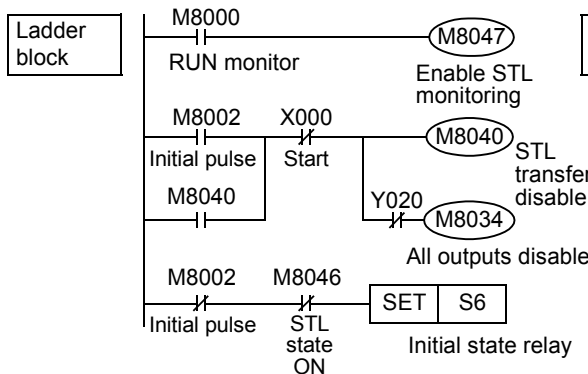 Ladder
block
M8000
RUN monitor
M8047
Enable STL
monitoring
M8002
Initial pulse
X000
Start
M8040
STL
transfer
disable
M8040
Y020
M8034
All outputs disable
M8002
Initial pulse
M8046
STL
state
ON
SET S6
Initial state relay